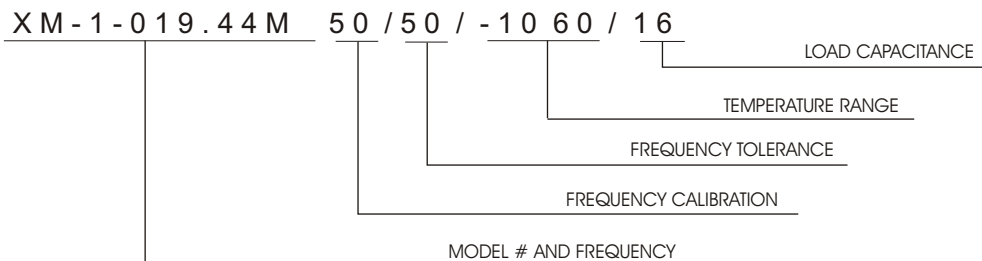 XM-1-019.44M 50/50/-1060/16
LOAD CAPACITANCE
TEMPERATURE RANGE
FREQUENCY TOLERANCE
FREQUENCY CALIBRATION
MODEL # AND FREQUENCY